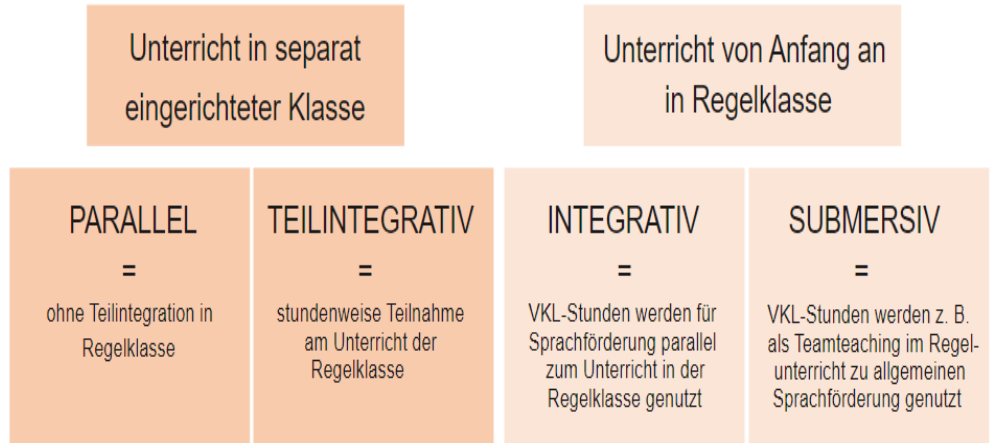 Unterricht in separat
eingerichteter Klasse
Unterricht von Anfang an
in Regelklasse
PARALLEL
=
ohne Teilintegration in
Regelklasse
TEILINTEGRATIV
=
stundenweise Teilnahme
am Unterricht der
Regelklasse
INTEGRATIV
=
VKL-Stunden werden für
Sprachförderung parallel
zum Unterricht in der
Regelklasse genutzt
SUBMERSIV
=
VKL-Stunden werden z. B.
als Teamteaching im Regel-
unterricht zu allgemeinen
Sprachförderung genutzt